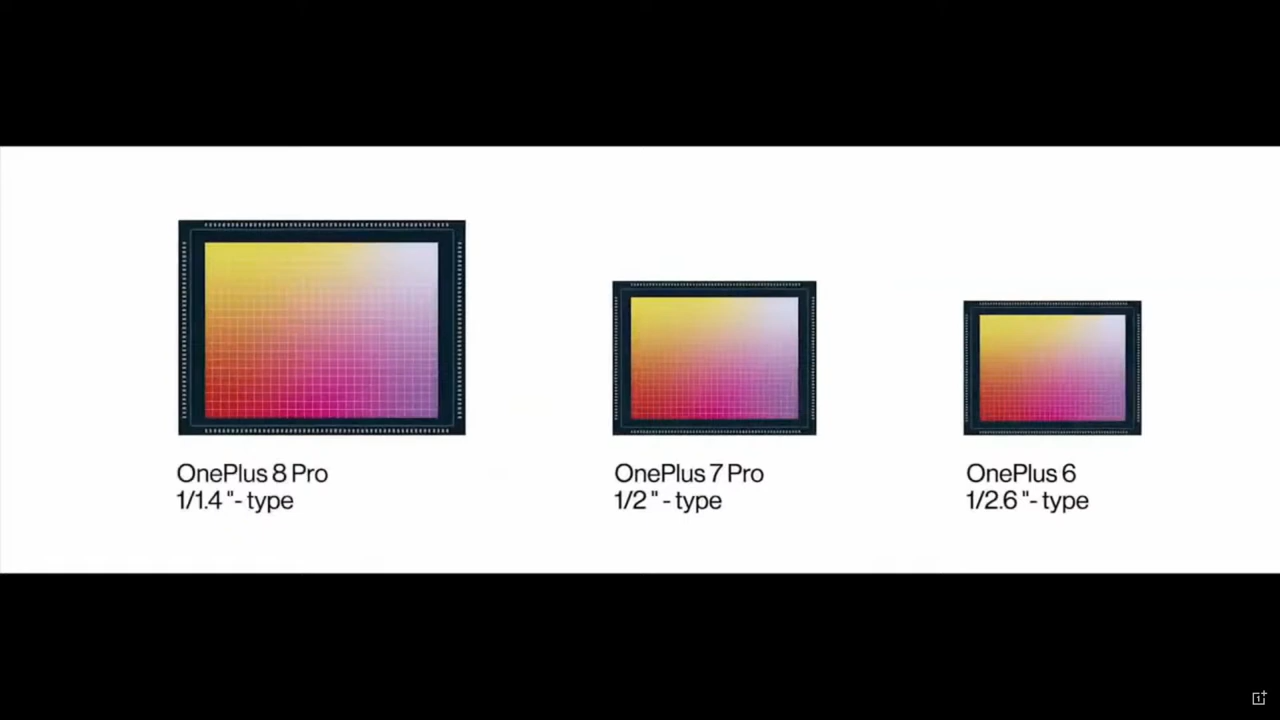 OnePlus 8 Pro
1/1.4 "- type
OnePlus 7 Pro
1/2 " - type
OnePlus 6
1/2.6 "- type